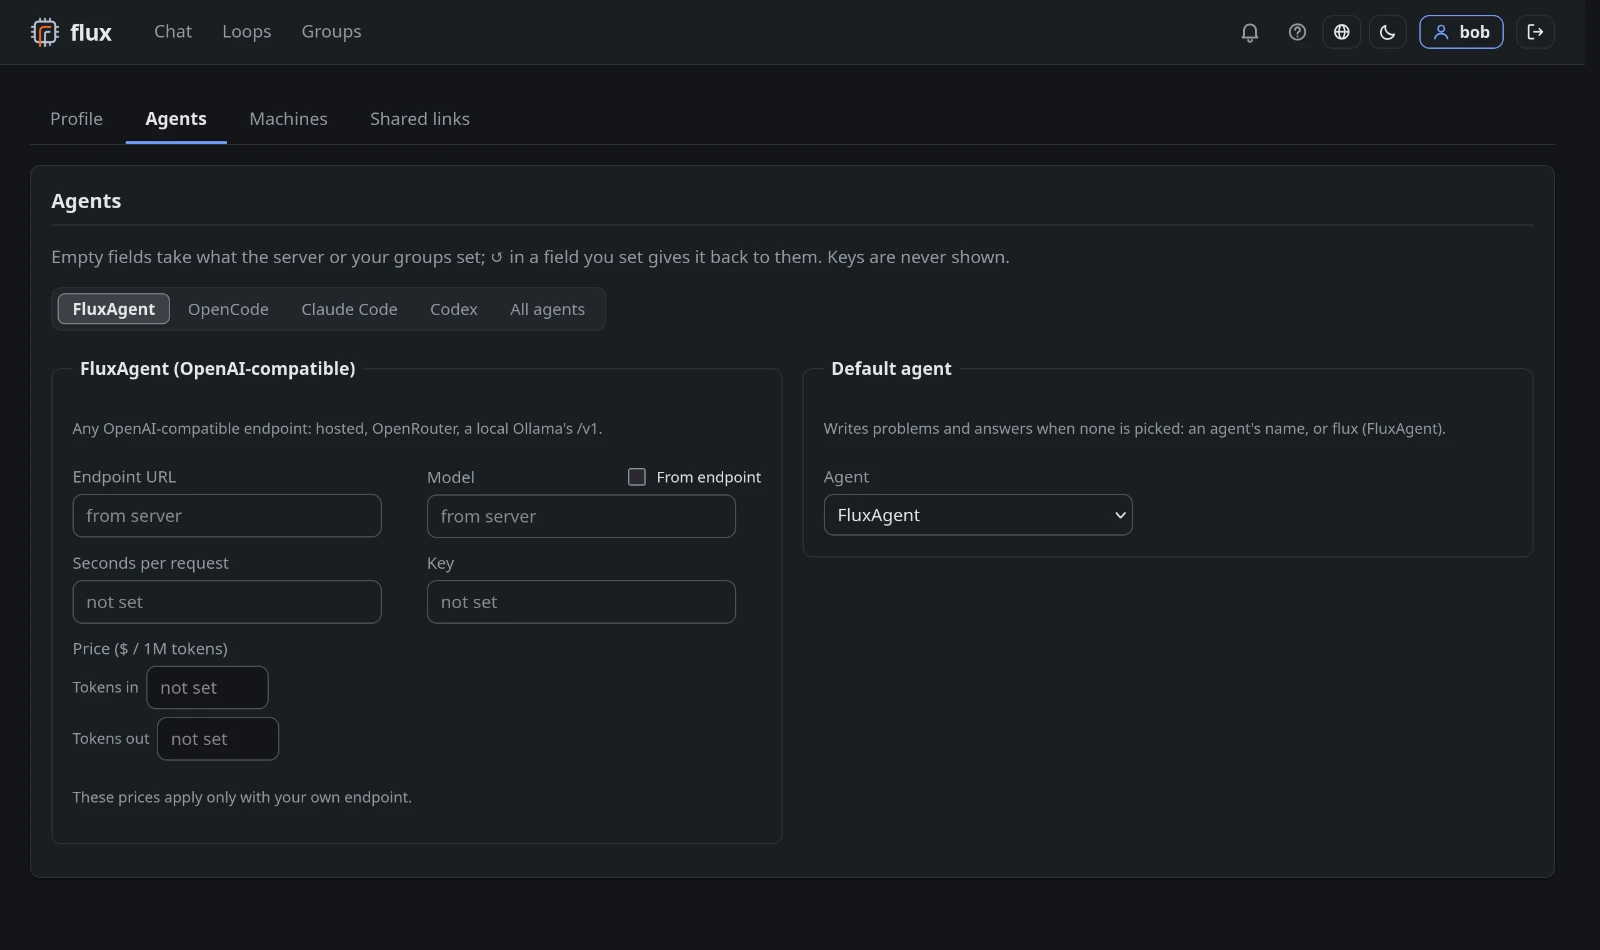 flux
Chat
Loops
Groups
bob
Profile
Agents
Machines
Shared links
Agents
Empty fields take what the server or your groups set; ↺ in a field you set gives it back to them. Keys are never shown.
FluxAgent
OpenCode
Claude Code
Codex
All agents
FluxAgent (OpenAI-compatible)
Any OpenAI-compatible endpoint: hosted, OpenRouter, a local Ollama's /v1.
Endpoint URL
from server
Model
From endpoint
from server
Seconds per request
not set
Key
not set
Price ($ / 1M tokens)
Tokens in
not set
Tokens out
not set
These prices apply only with your own endpoint.
Default agent
Writes problems and answers when none is picked: an agent's name, or flux (FluxAgent).
Agent
FluxAgent